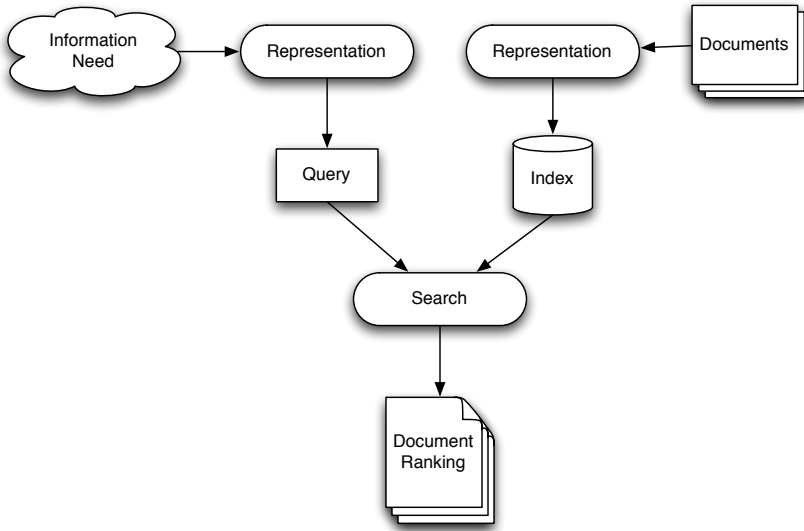 Information
Need
Representation
Representation
Documents
Query
Index
Search
Document
Ranking